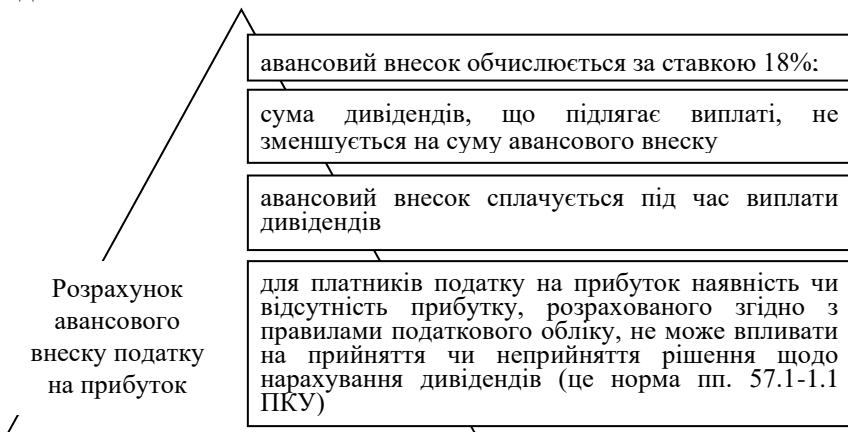 авансовий внесок обчислюється за ставкою 18%:
сума дивідендів, що підлягає виплаті, не
зменшується на суму авансового внеску
авансовий внесок сплачується під час виплати
дивідендів
Розрахунок
авансового
внеску податку
на прибуток
для платників податку на прибуток наявність чи
відсутність прибутку, розрахованого згідно з
правилами податкового обліку, не може впливати
на прийняття чи неприйняття рішення щодо
нарахування дивідендів (це норма пп. 57.1-1.1
ПКУ)